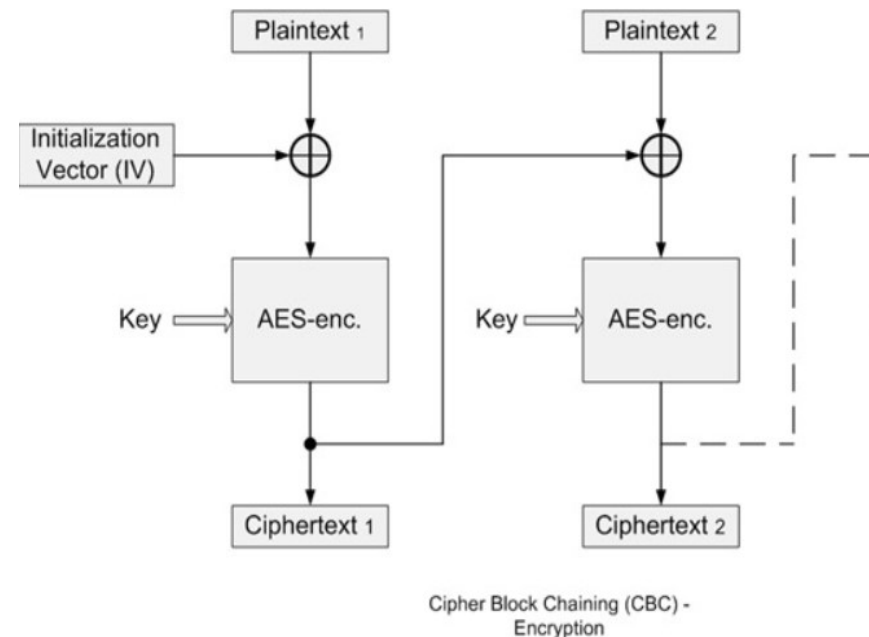 Plaintext 1
Plaintext 2
Initialization
Vector (IV)
Key
AES-enc.
Key
AES-enc.
Ciphertext 1
Ciphertext 2
Cipher Block Chaining (CBC) -
Encryption